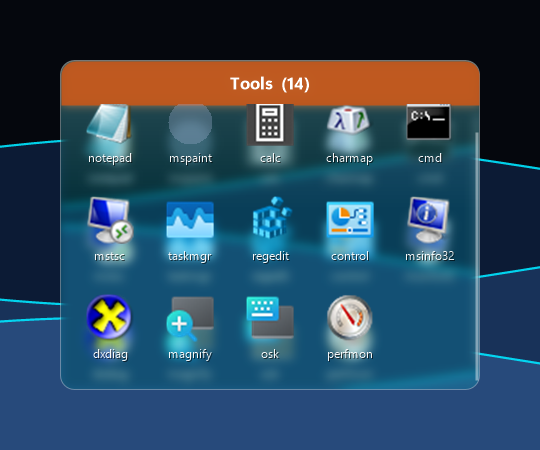 Tools (14)
notepad mspaint calc charmap cmd
mstsc taskmgr regedit control msinfo32
dxdiag magnify osk perfmon